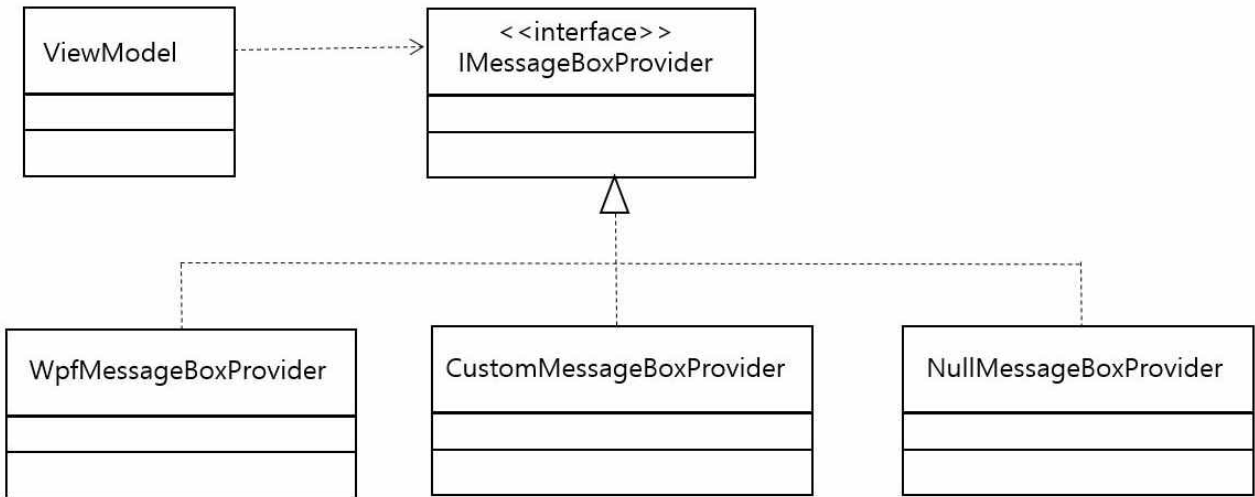 ViewModel
<<interface>>
IMessageBoxProvider
WpfMessageBoxProvider
CustomMessageBoxProvider
NullMessageBoxProvider